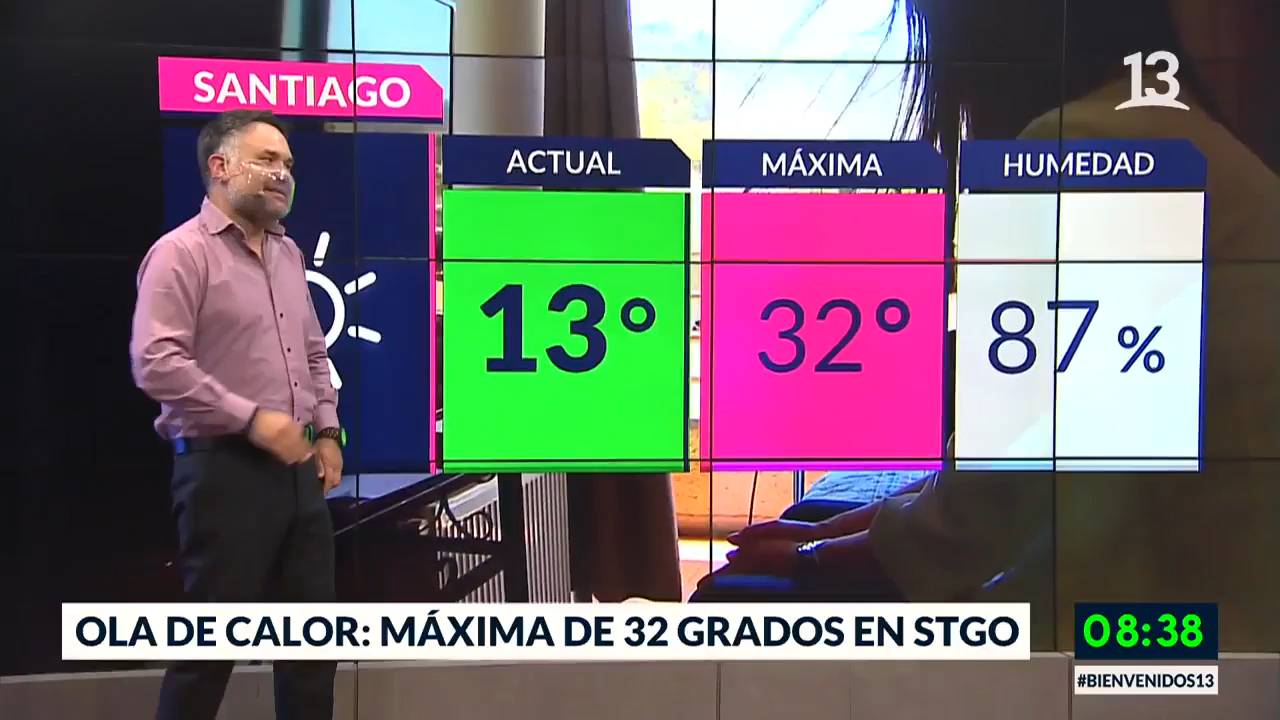 13
SANTIAGO
ACTUAL
MÁXIMA
HUMEDAD
13°
32°
87 %
OLA DE CALOR: MÁXIMA DE 32 GRADOS EN STGO
08:38
#BIENVENIDOS13